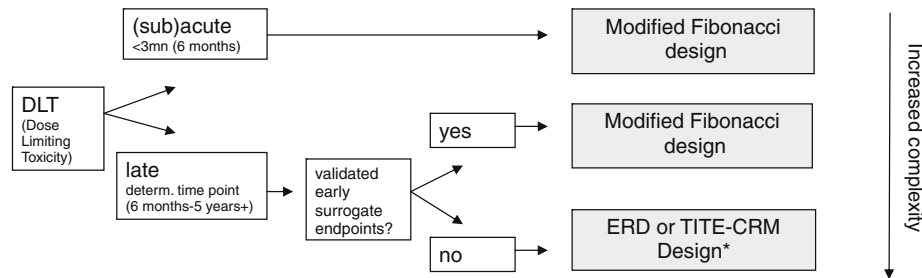 (sub)acute
<3mn (6 months)
Modified Fibonacci
design
DLT
(Dose
Limiting
Toxicity)
late
determ. time point
(6 months-5 years+)
validated
early
surrogate
endpoints?
yes
Modified Fibonacci
design
no
ERD or TITE-CRM
Design*
Increased complexity